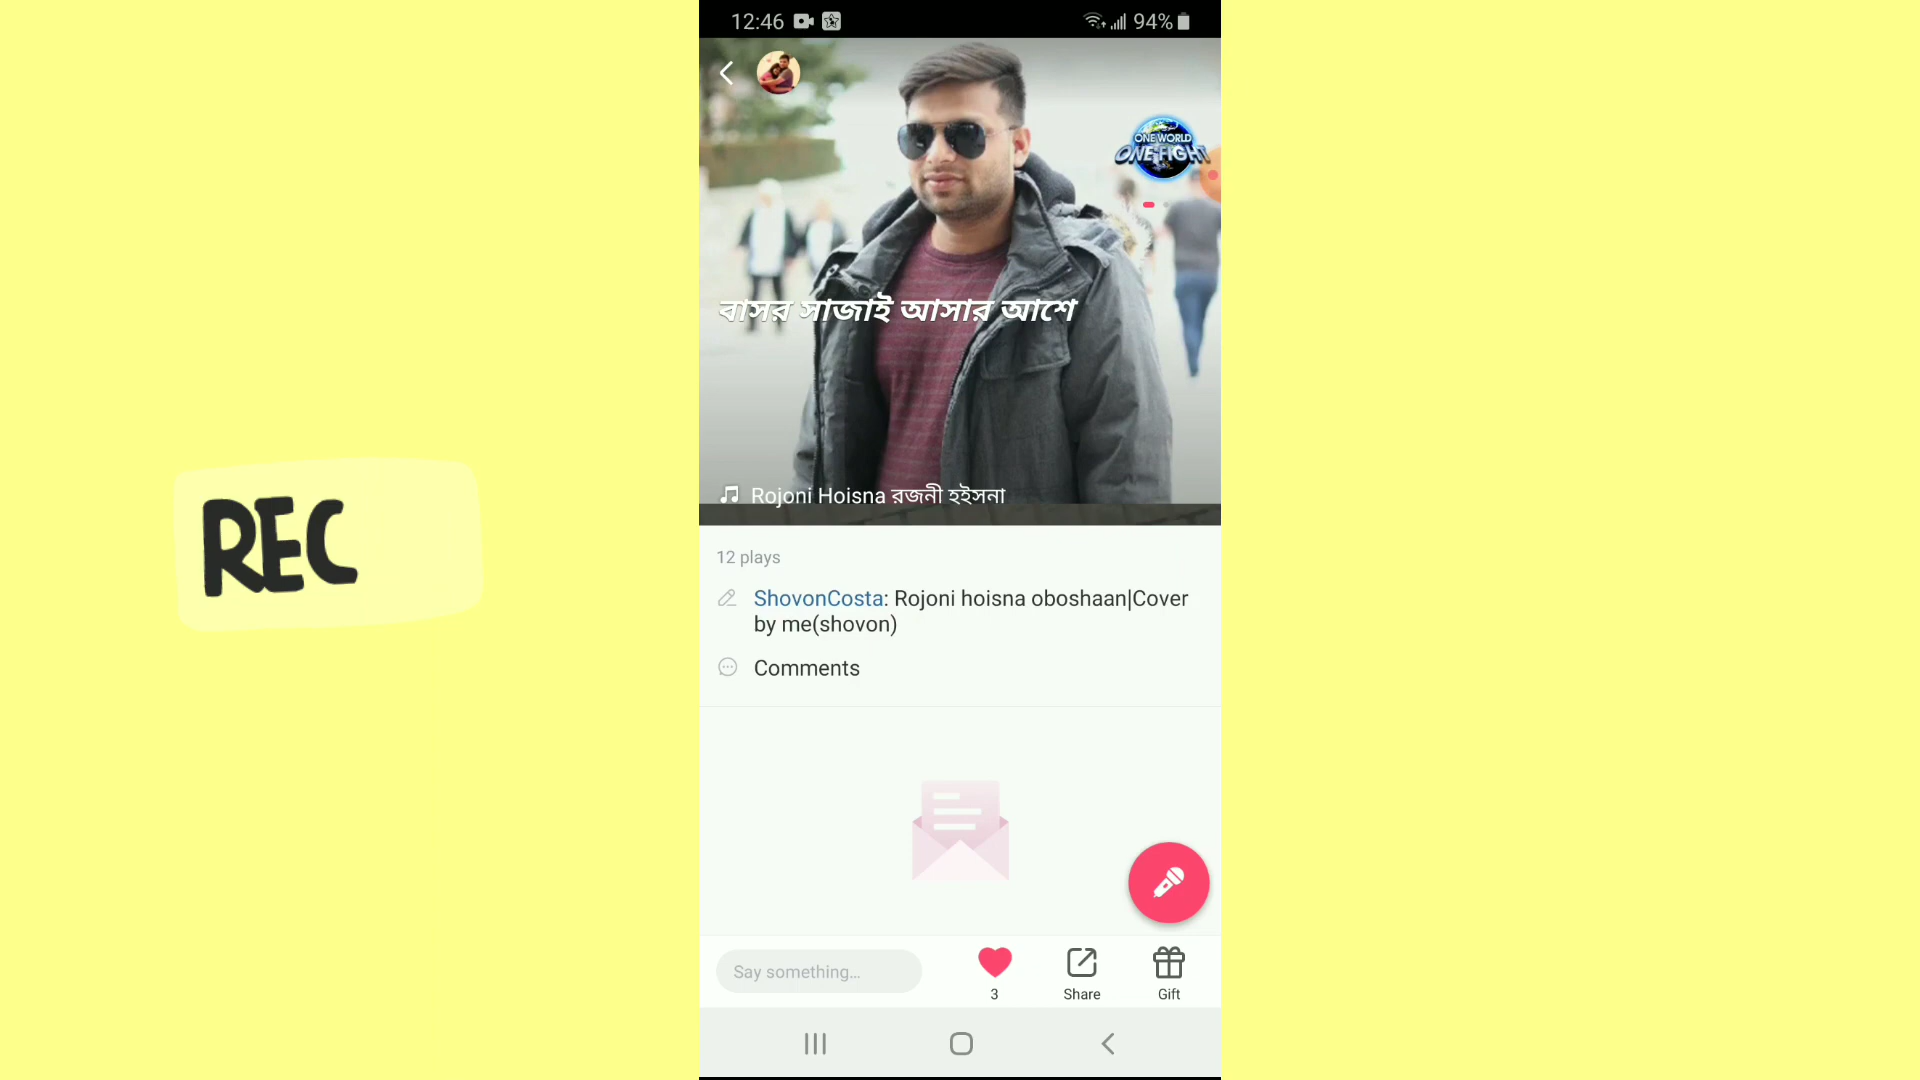 12:46
94%
ONE WORLD
ONE FIGHT
বাসর সাজাই আসার আশে
Rojoni Hoisna রজনী হইসনা
REC
12 plays
ShovonCosta: Rojoni hoisna oboshaan|Cover
by me(shovon)
Comments
Say something...
3
Share
Gift